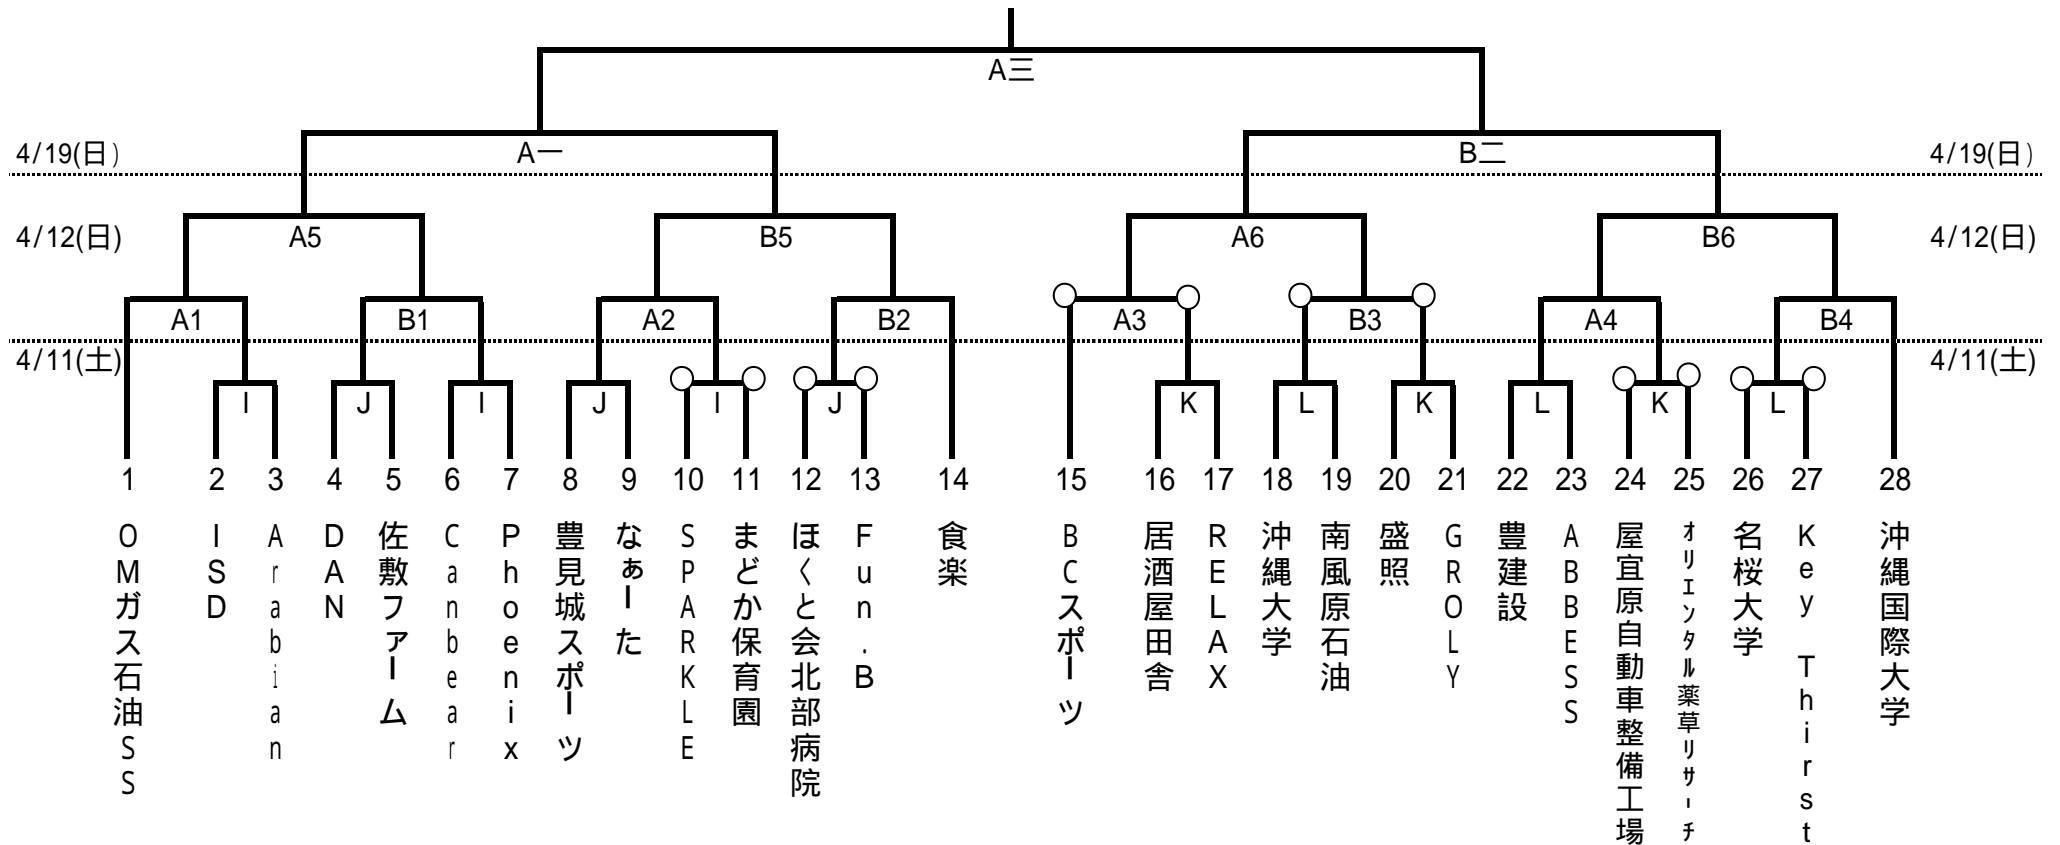 A三
4/19(日)
A一
B二
4/19(日)
4/12(日)
A5
B5
A6
B6
4/12(日)
A1
B1
A2
B2
A3
B3
A4
B4
4/11(土)
4/11(土)
I
J
I
J
I
J
K
L
K
L
K
L
1
2
3
4
5
6
7
8
9
10
11
12
13
14
15
16
17
18
19
20
21
22
23
24
25
26
27
28
OMガス石油SS
ISD
Arabian
DAN
佐敷ファーム
Canbear
Phoenix
豊見城スポーツ
なぁーた
SPARKLE
まどか保育園
ほくと会北部病院
Fun.B
食楽
BCスポーツ
居酒屋田舎
RELAX
沖縄大学
南風原石油
盛照
GROLY
豊建設
ABBESS
屋宜原自動車整備工場
ｵﾘｴﾝﾀﾙ薬草ﾘｻｰﾁ
名桜大学
Key Thirst
沖縄国際大学